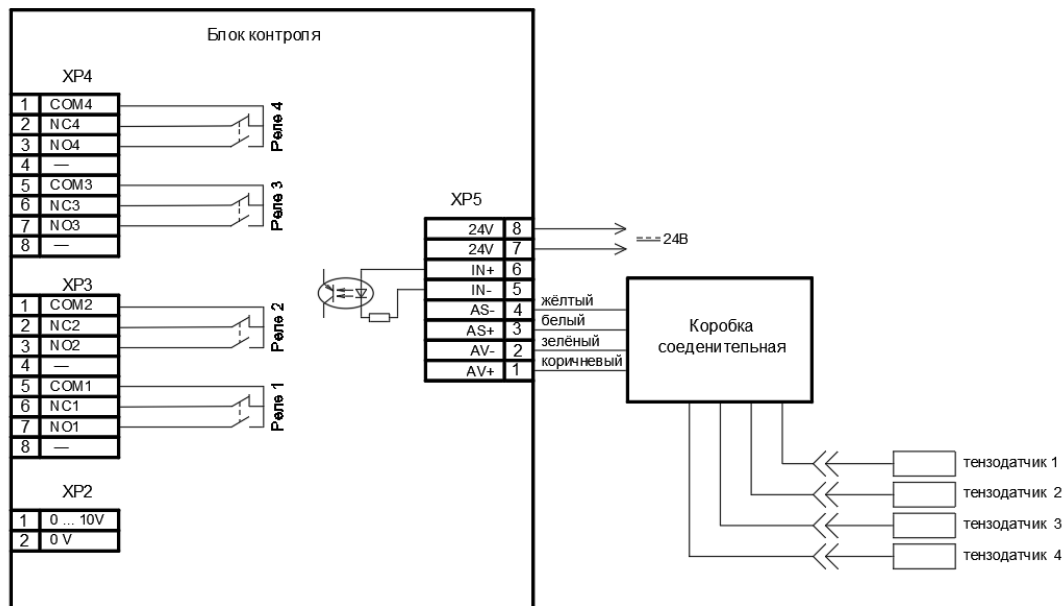 Блок контроля
XP4
1 COM4
2 NC4
3 NO4
4 —
5 COM3
6 NC3
7 NO3
8 —
Реле 4
Реле 3
XP3
1 COM2
2 NC2
3 NO2
4 —
5 COM1
6 NC1
7 NO1
8 —
Реле 2
Реле 1
XP2
1 0 ... 10V
2 0 V
XP5
24V 8
24V 7
IN+ 6
IN- 5
AS- 4
AS+ 3
AV- 2
AV+ 1
24В
жёлтый
белый
зелёный
коричневый
Коробка
соеденительная
тензодатчик 1
тензодатчик 2
тензодатчик 3
тензодатчик 4